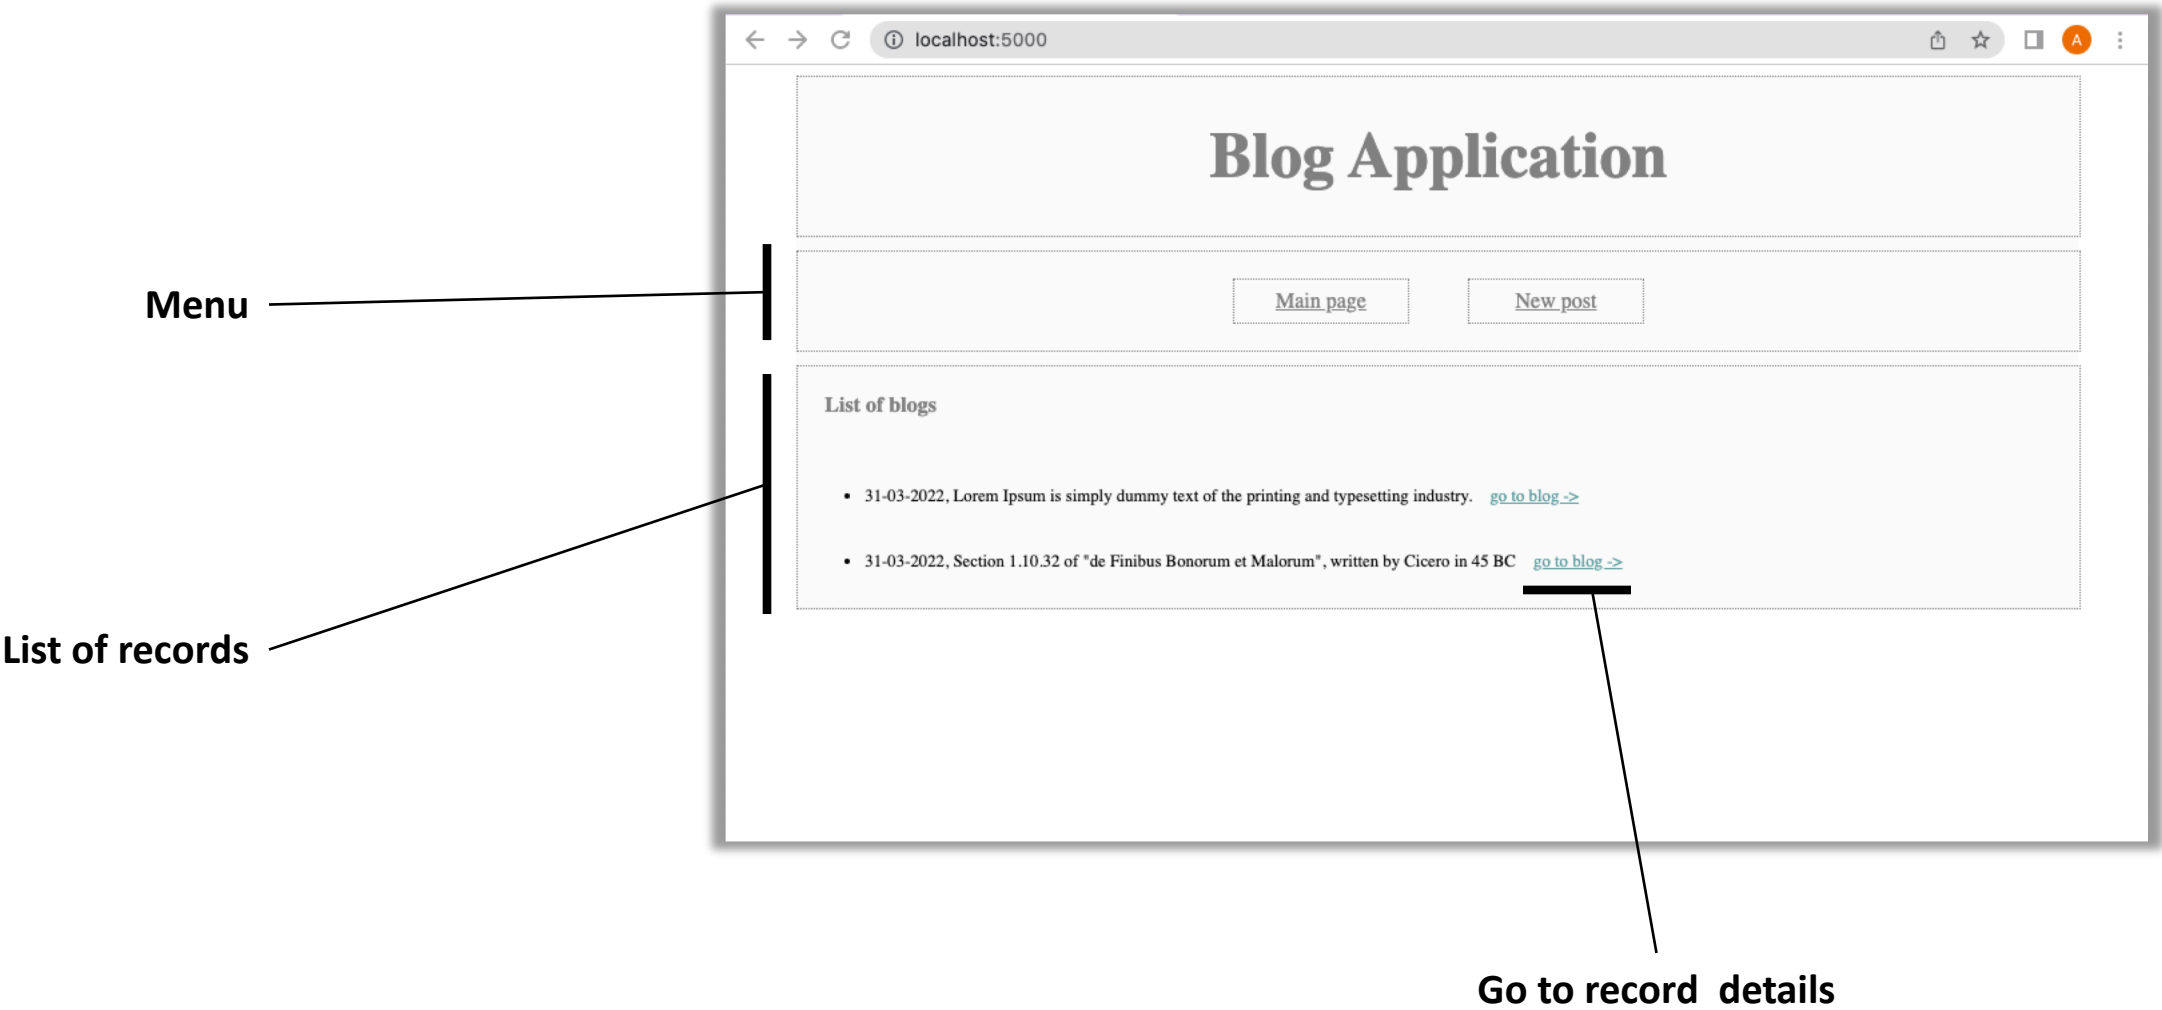 localhost:5000
A
Blog Application
Menu
Main page
New post
List of blogs
• 31-03-2022, Lorem Ipsum is simply dummy text of the printing and typesetting industry. go to blog ->
• 31-03-2022, Section 1.10.32 of "de Finibus Bonorum et Malorum", written by Cicero in 45 BC go to blog ->
List of records
Go to record details